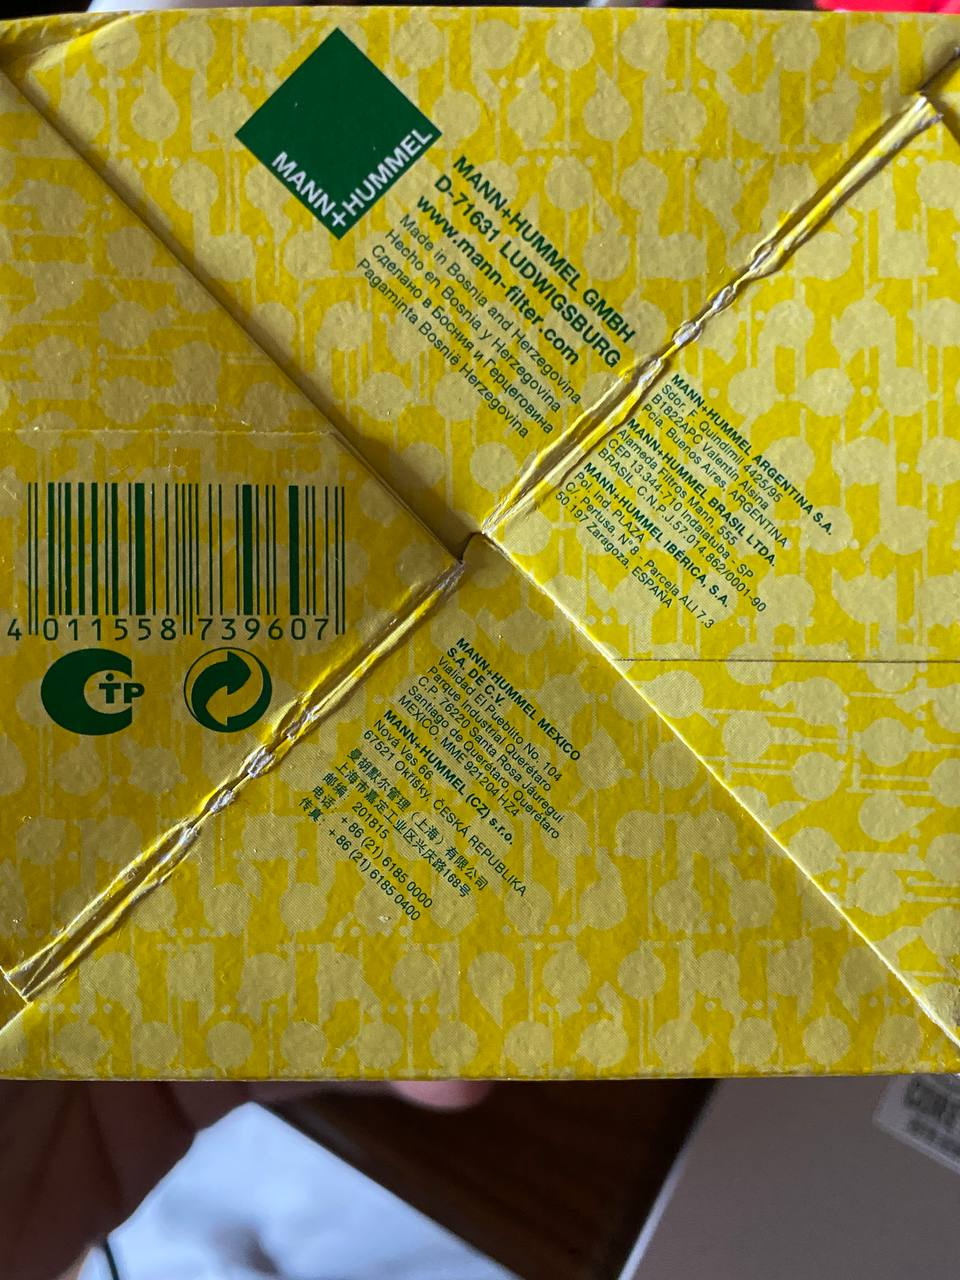 MANN+HUMMEL
MANN+HUMMEL GMBH
D-71631 LUDWIGSBURG
www.mann-filter.com
Made in Bosnia and Herzegovina
Hecho en Bosnia y Herzegovina
Сделано в Босния и Герцеговина
Pagaminta Bosnië Herzegovina
MANN+HUMMEL ARGENTINA S.A.
Sdor. F. Quindimil 4425/95
B1822APC Valentín Alsina
Pcia. Buenos Aires, ARGENTINA
MANN+HUMMEL BRASIL LTDA.
Alameda Filtros Mann, 555
CEP 13.344-710 Indaiatuba - SP
BRASIL, C.N.P.J.57.014.862/0001-90
MANN+HUMMEL IBÉRICA, S.A.
Pol. Ind. PLAZA
C/. Pertusa, Nº 8 - Parcela ALI 7.3
50.197 Zaragoza, ESPAÑA
4 011558 739607
СТР
MANN+HUMMEL MEXICO
S.A. DE C.V.
Vialidad El Pueblito No. 104
Parque Industrial Querétaro
C.P. 76220 Santa Rosa Jáuregui
Santiago de Querétaro, Querétaro
MEXICO, MME 921204 HZ4
MANN+HUMMEL (CZ) s.r.o.
Nová Ves 66
67521 Okříšky, ČESKÁ REPUBLIKA
曼胡默尔管理（上海）有限公司
上海市嘉定工业区兴庆路168号
邮编：201815
电话：+86 (21) 6185 0000
传真：+86 (21) 6185 0400